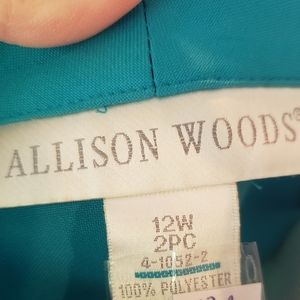 ALLISON WOODS®
12W
2PC
4-1052-2
100% POLYESTER